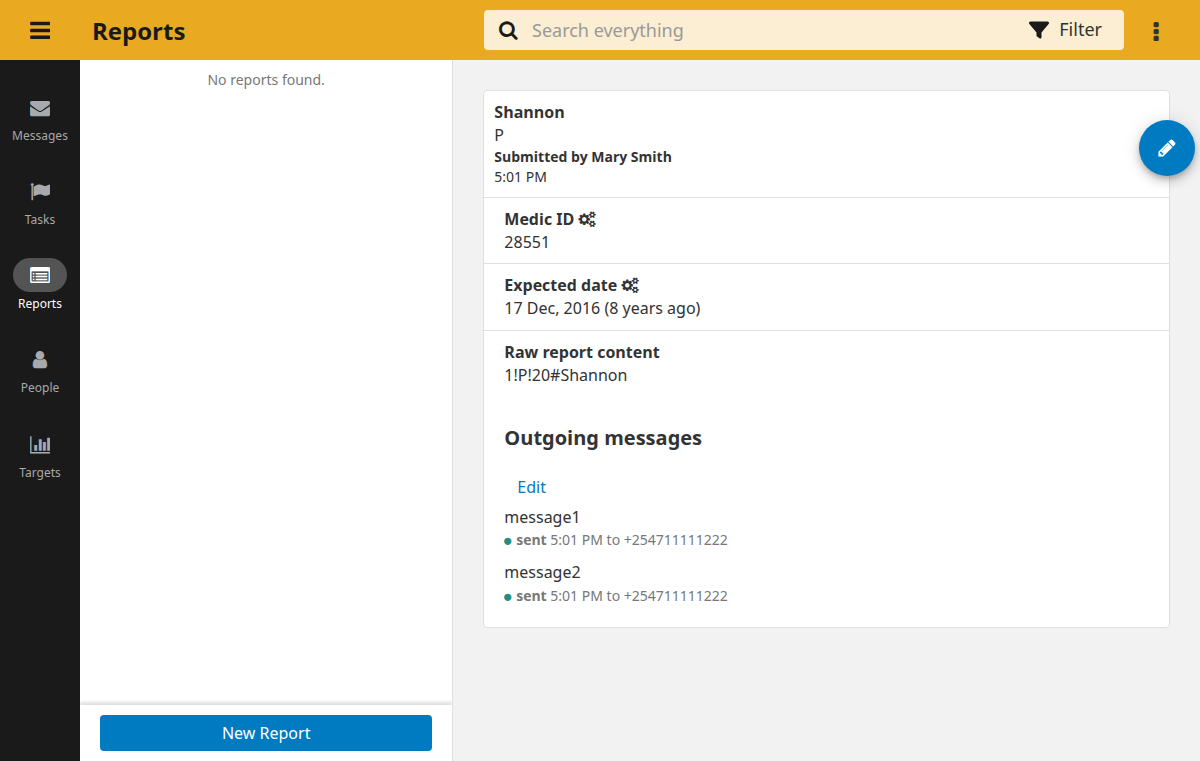 Reports
Search everything
Filter
Messages
Tasks
Reports
People
Targets
No reports found.
New Report
Shannon
P
Submitted by Mary Smith
5:01 PM
Medic ID
28551
Expected date
17 Dec, 2016 (8 years ago)
Raw report content
1!P!20#Shannon
Outgoing messages
Edit
message1
sent 5:01 PM to +254711111222
message2
sent 5:01 PM to +254711111222